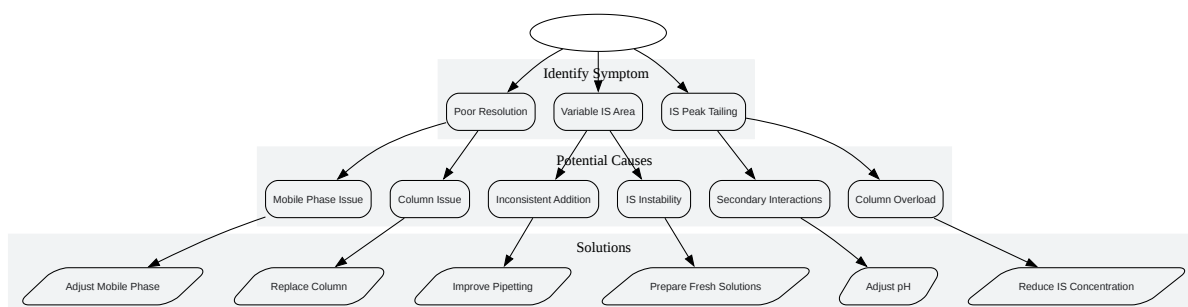 Identify Symptom
Poor Resolution
Variable IS Area
IS Peak Tailing
Potential Causes
Mobile Phase Issue
Column Issue
Inconsistent Addition
IS Instability
Secondary Interactions
Column Overload
Solutions
Adjust Mobile Phase
Replace Column
Improve Pipetting
Prepare Fresh Solutions
Adjust pH
Reduce IS Concentration